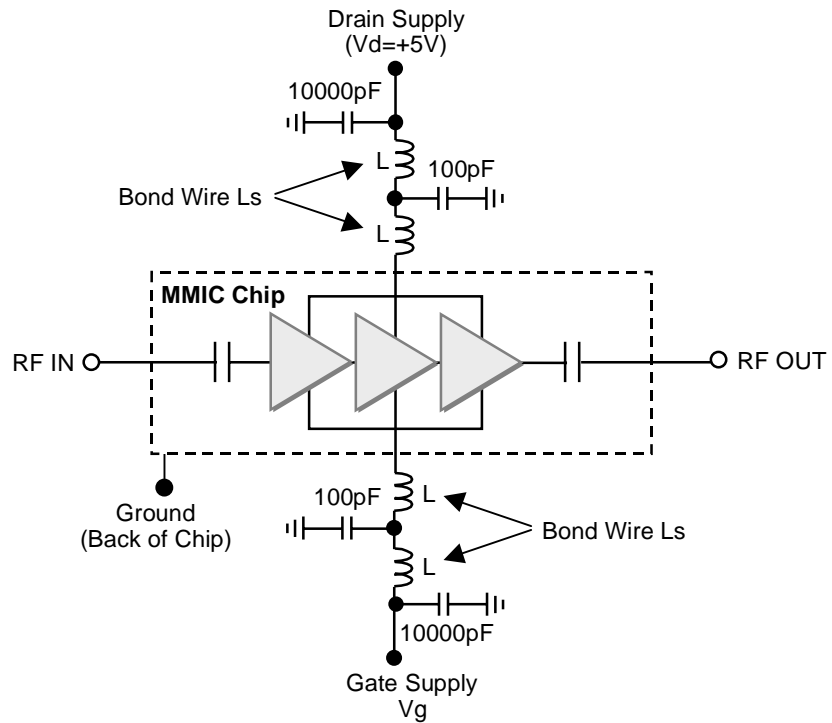 Drain Supply
(Vd=+5V)
10000pF
L
100pF
Bond Wire Ls
L
MMIC Chip
RF IN
RF OUT
100pF
L
Ground
(Back of Chip)
Bond Wire Ls
L
10000pF
Gate Supply
Vg